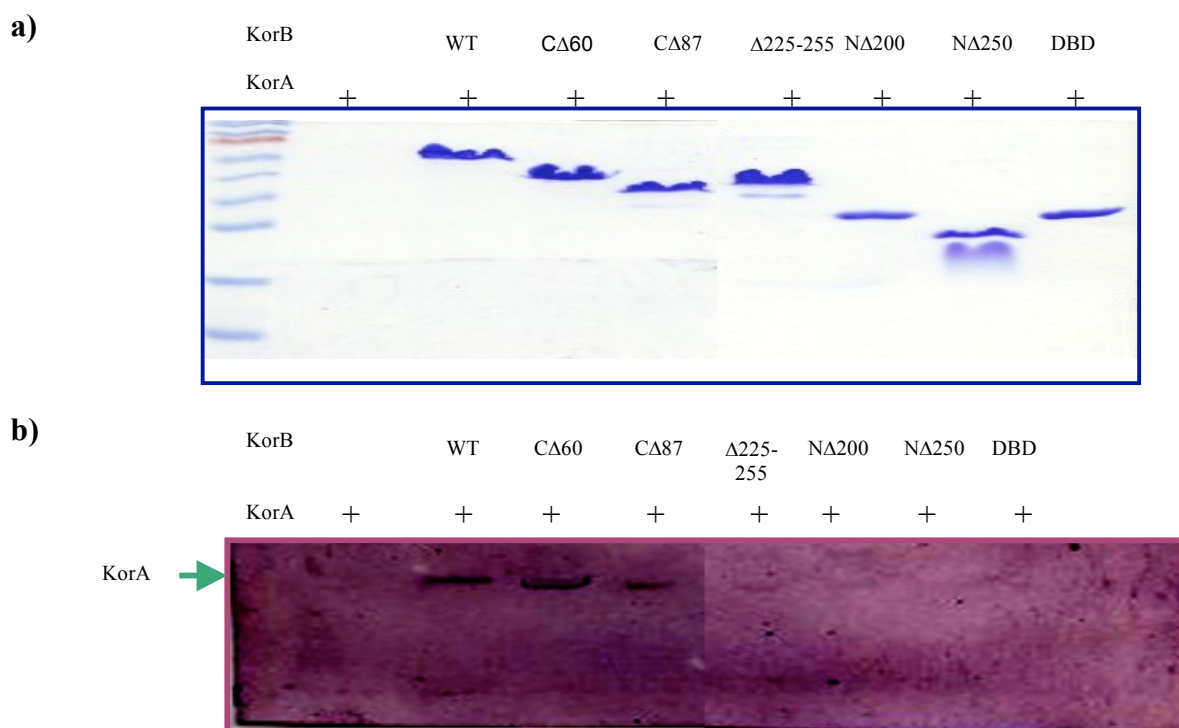 a)
KorB WT CΔ60 CΔ87 Δ225-255 NΔ200 NΔ250 DBD
KorA + + + + + + + +
b)
KorB WT CΔ60 CΔ87 Δ225-
255 NΔ200 NΔ250 DBD
KorA + + + + + + + +
KorA